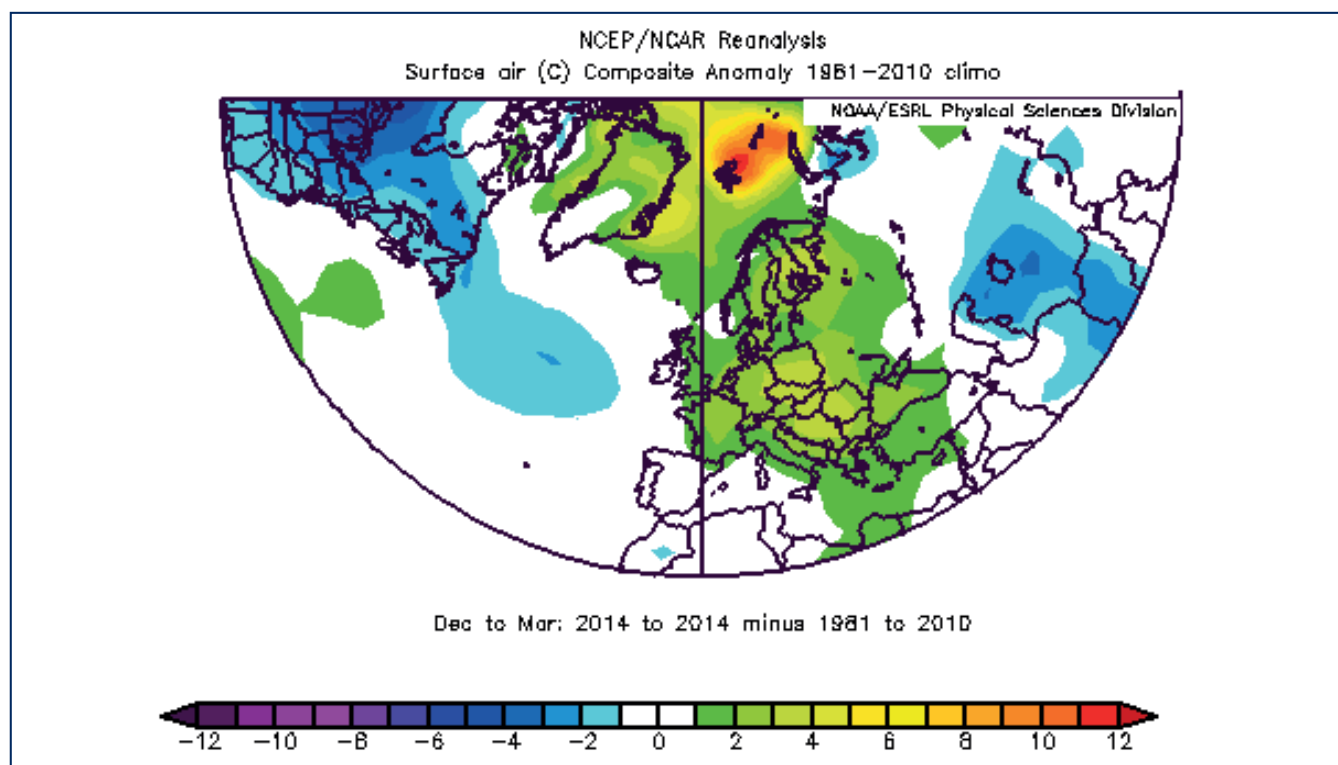 NCEP/NCAR Reanalysis
Surface air (C) Composite Anomaly 1981-2010 climo
NOAA/ESRL Physical Sciences Division
Dec to Mar: 2014 to 2014 minus 1981 to 2010
-12 -10 -8 -6 -4 -2 0 2 4 6 8 10 12